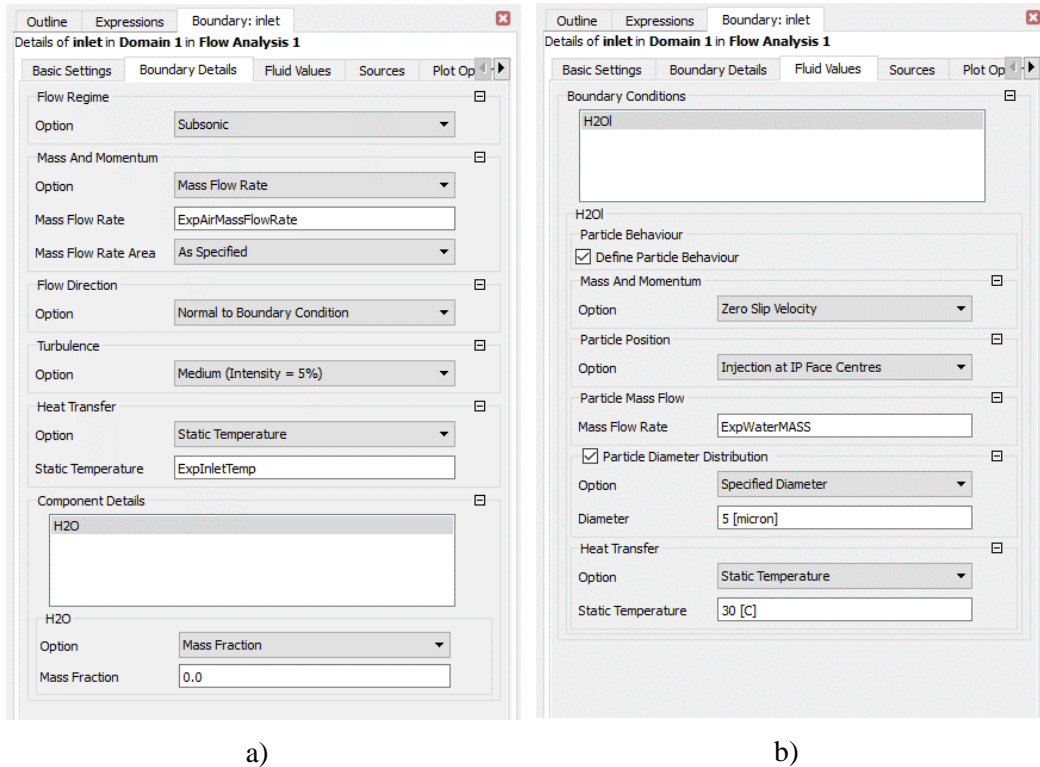 Outline Expressions Boundary: inlet
Details of inlet in Domain 1 in Flow Analysis 1
Basic Settings Boundary Details Fluid Values Sources Plot Op
Flow Regime
Option Subsonic
Mass And Momentum
Option Mass Flow Rate
Mass Flow Rate ExpAirMassFlowRate
Mass Flow Rate Area As Specified
Flow Direction
Option Normal to Boundary Condition
Turbulence
Option Medium (Intensity = 5%)
Heat Transfer
Option Static Temperature
Static Temperature ExpInletTemp
Component Details
H2O
H2O
Option Mass Fraction
Mass Fraction 0.0
a)
Outline Expressions Boundary: inlet
Details of inlet in Domain 1 in Flow Analysis 1
Basic Settings Boundary Details Fluid Values Sources Plot Op
Boundary Conditions
H2Ol
H2Ol
Particle Behaviour
Define Particle Behaviour
Mass And Momentum
Option Zero Slip Velocity
Particle Position
Option Injection at IP Face Centres
Particle Mass Flow
Mass Flow Rate ExpWaterMASS
Particle Diameter Distribution
Option Specified Diameter
Diameter 5 [micron]
Heat Transfer
Option Static Temperature
Static Temperature 30 [C]
b)